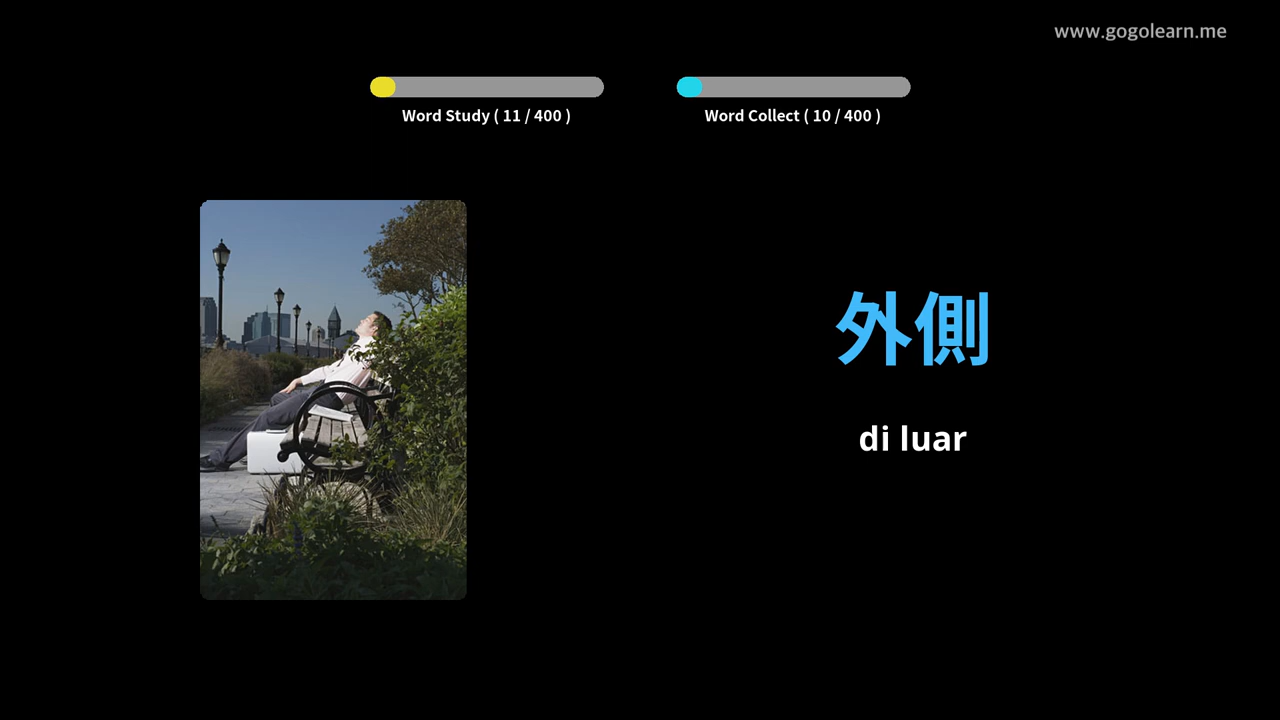 www.gogolearn.me
Word Study ( 11 / 400 )
Word Collect ( 10 / 400 )
外側
di luar